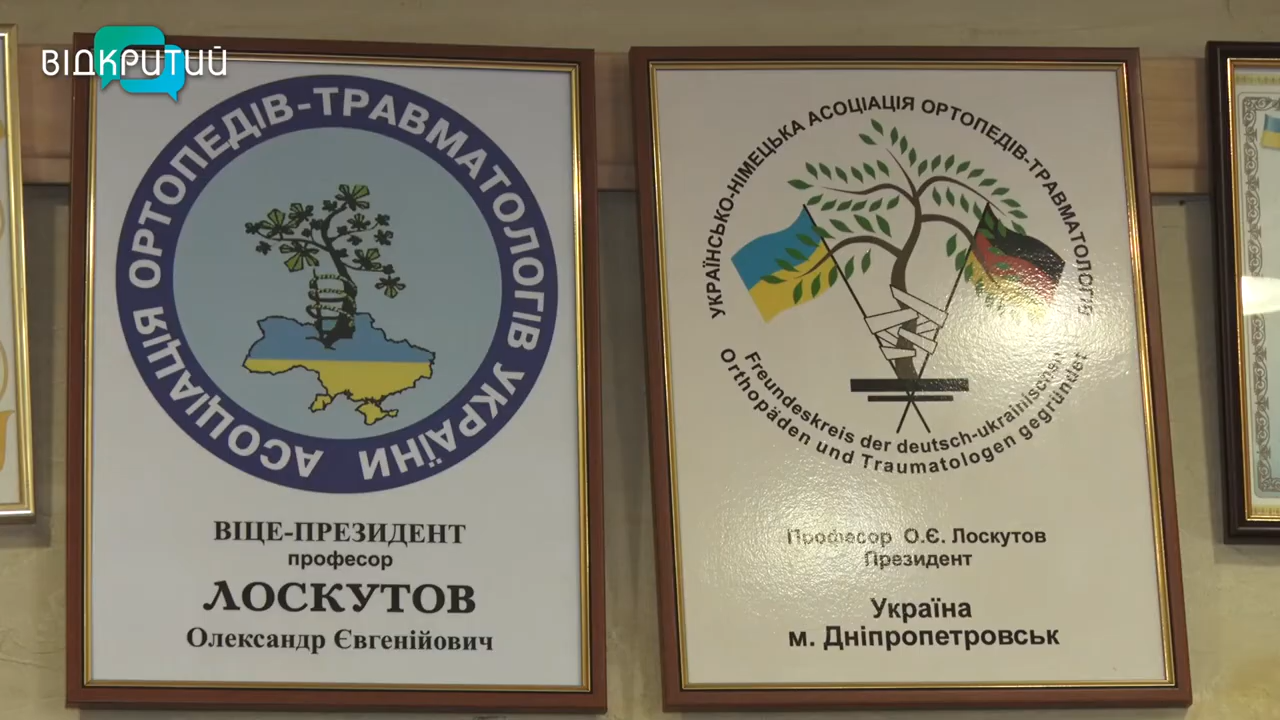 ВІДКРИТИЙ
АСОЦІАЦІЯ ОРТОПЕДІВ-ТРАВМАТОЛОГІВ УКРАЇНИ
ВІЦЕ-ПРЕЗИДЕНТ
професор
ЛОСКУТОВ
Олександр Євгенійович
УКРАЇНСЬКО-НІМЕЦЬКА АСОЦІАЦІЯ ОРТОПЕДІВ-ТРАВМАТОЛОГІВ
Freundeskreis der deutsch-ukrainischen
Orthopäden und Traumatologen gegründet
Професор О.Є. Лоскутов
Президент
Україна
м. Дніпропетровськ